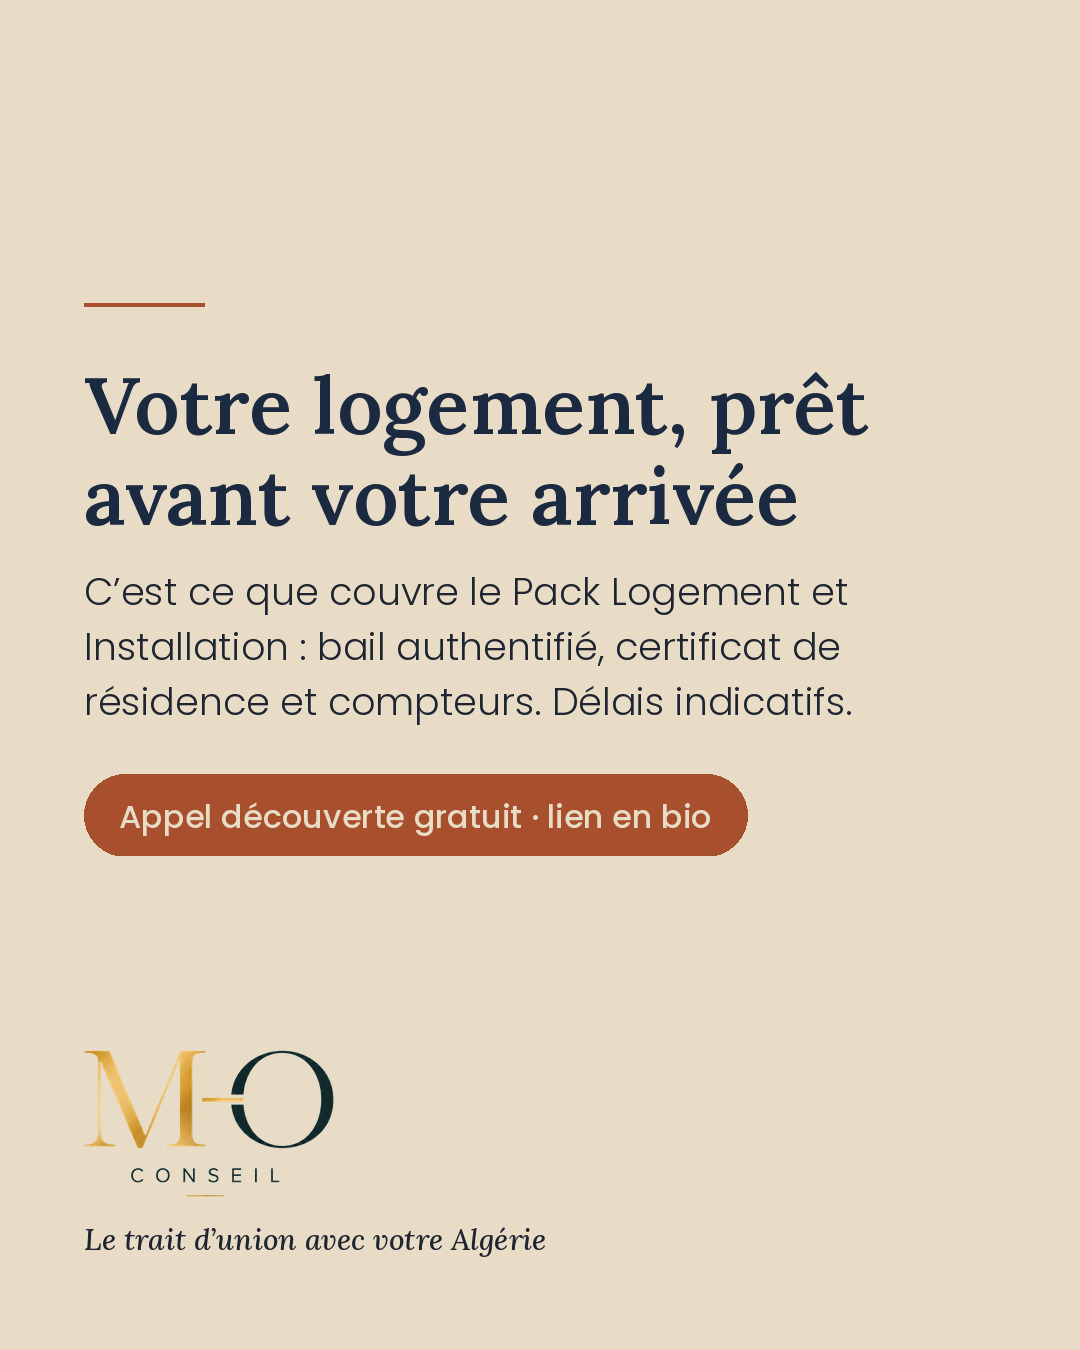 Votre logement, prêt
avant votre arrivée
C’est ce que couvre le Pack Logement et
Installation : bail authentifié, certificat de
résidence et compteurs. Délais indicatifs.
Appel découverte gratuit · lien en bio
M-O
CONSEIL
Le trait d’union avec votre Algérie